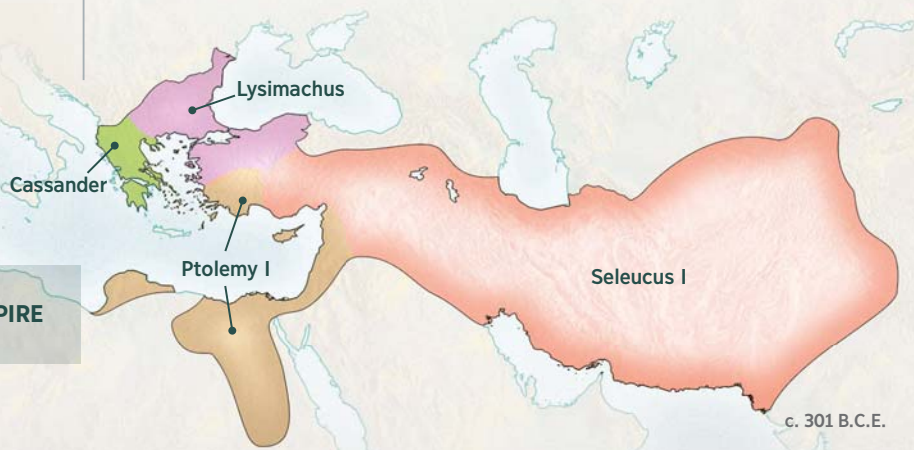 Lysimachus
Cassander
Ptolemy I
Seleucus I
PIRE
c. 301 B.C.E.